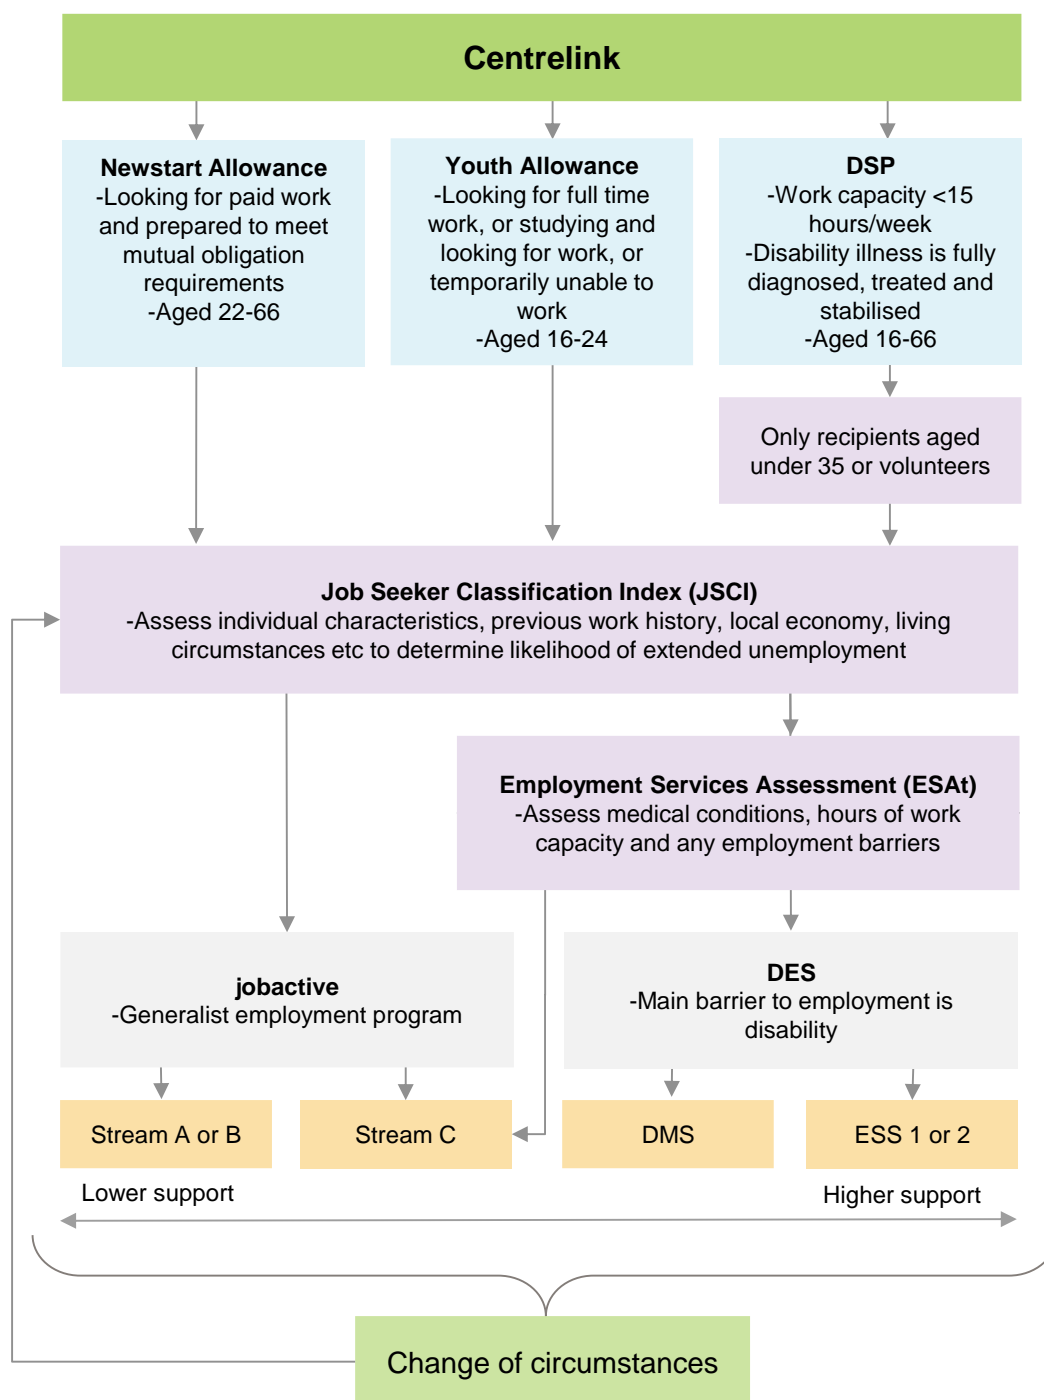 Centrelink
Newstart Allowance
-Looking for paid work
and prepared to meet
mutual obligation
requirements
-Aged 22-66
Youth Allowance
-Looking for full time
work, or studying and
looking for work, or
temporarily unable to
work
-Aged 16-24
DSP
-Work capacity <15
hours/week
-Disability illness is fully
diagnosed, treated and
stabilised
-Aged 16-66
Only recipients aged
under 35 or volunteers
Job Seeker Classification Index (JSCI)
-Assess individual characteristics, previous work history, local economy, living
circumstances etc to determine likelihood of extended unemployment
Employment Services Assessment (ESAt)
-Assess medical conditions, hours of work
capacity and any employment barriers
jobactive
-Generalist employment program
DES
-Main barrier to employment is
disability
Stream A or B
Stream C
DMS
ESS 1 or 2
Lower support
Higher support
Change of circumstances